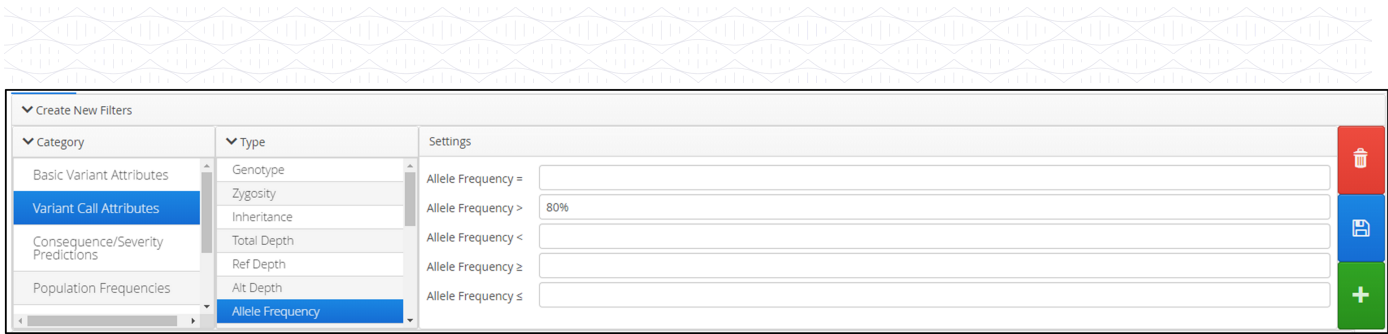 Create New Filters
Category
Type
Settings
Basic Variant Attributes
Variant Call Attributes
Consequence/Severity
Predictions
Population Frequencies
Genotype
Zygosity
Inheritance
Total Depth
Ref Depth
Alt Depth
Allele Frequency
Allele Frequency =
Allele Frequency > 80%
Allele Frequency <
Allele Frequency ≥
Allele Frequency ≤